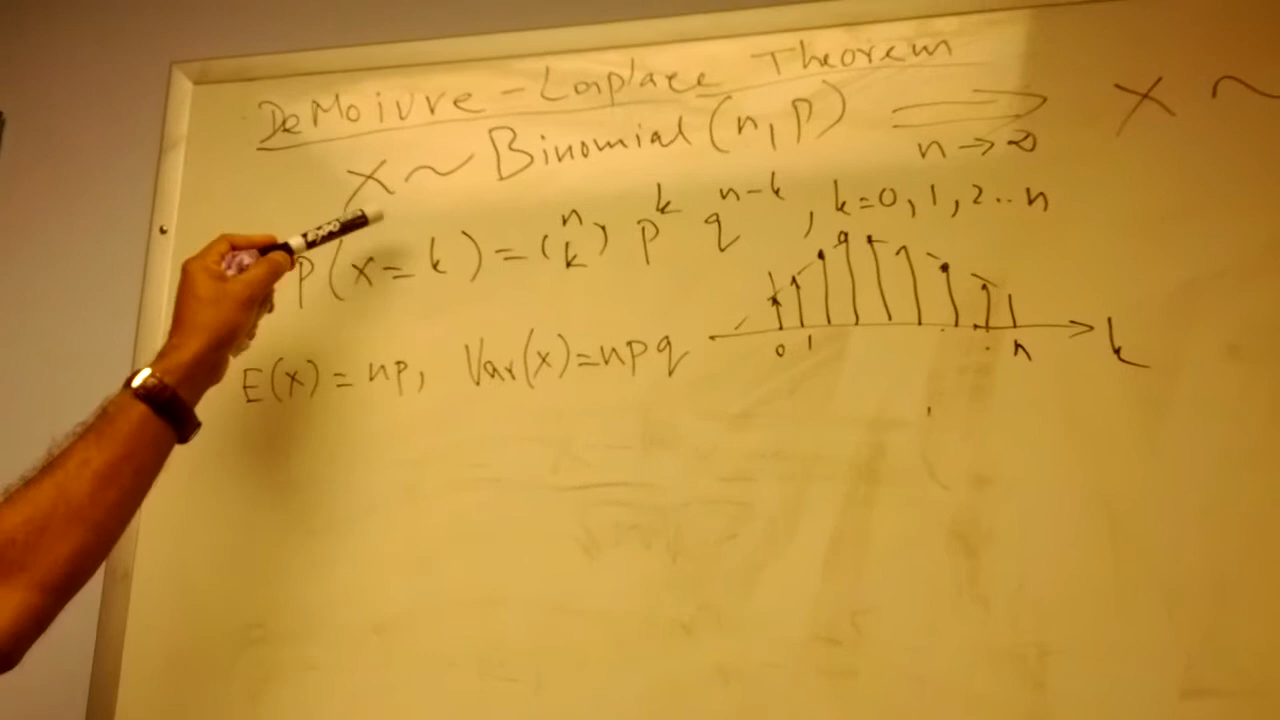 DeMoivre - Laplace Theorem
X ~ Binomial (n, p) ⟹ n→∞ X ~
P(x=k) = (n k) p^k q^n-k, k=0, 1, 2.. n
0 1 n k
E(x) = np, Var(x)=npq